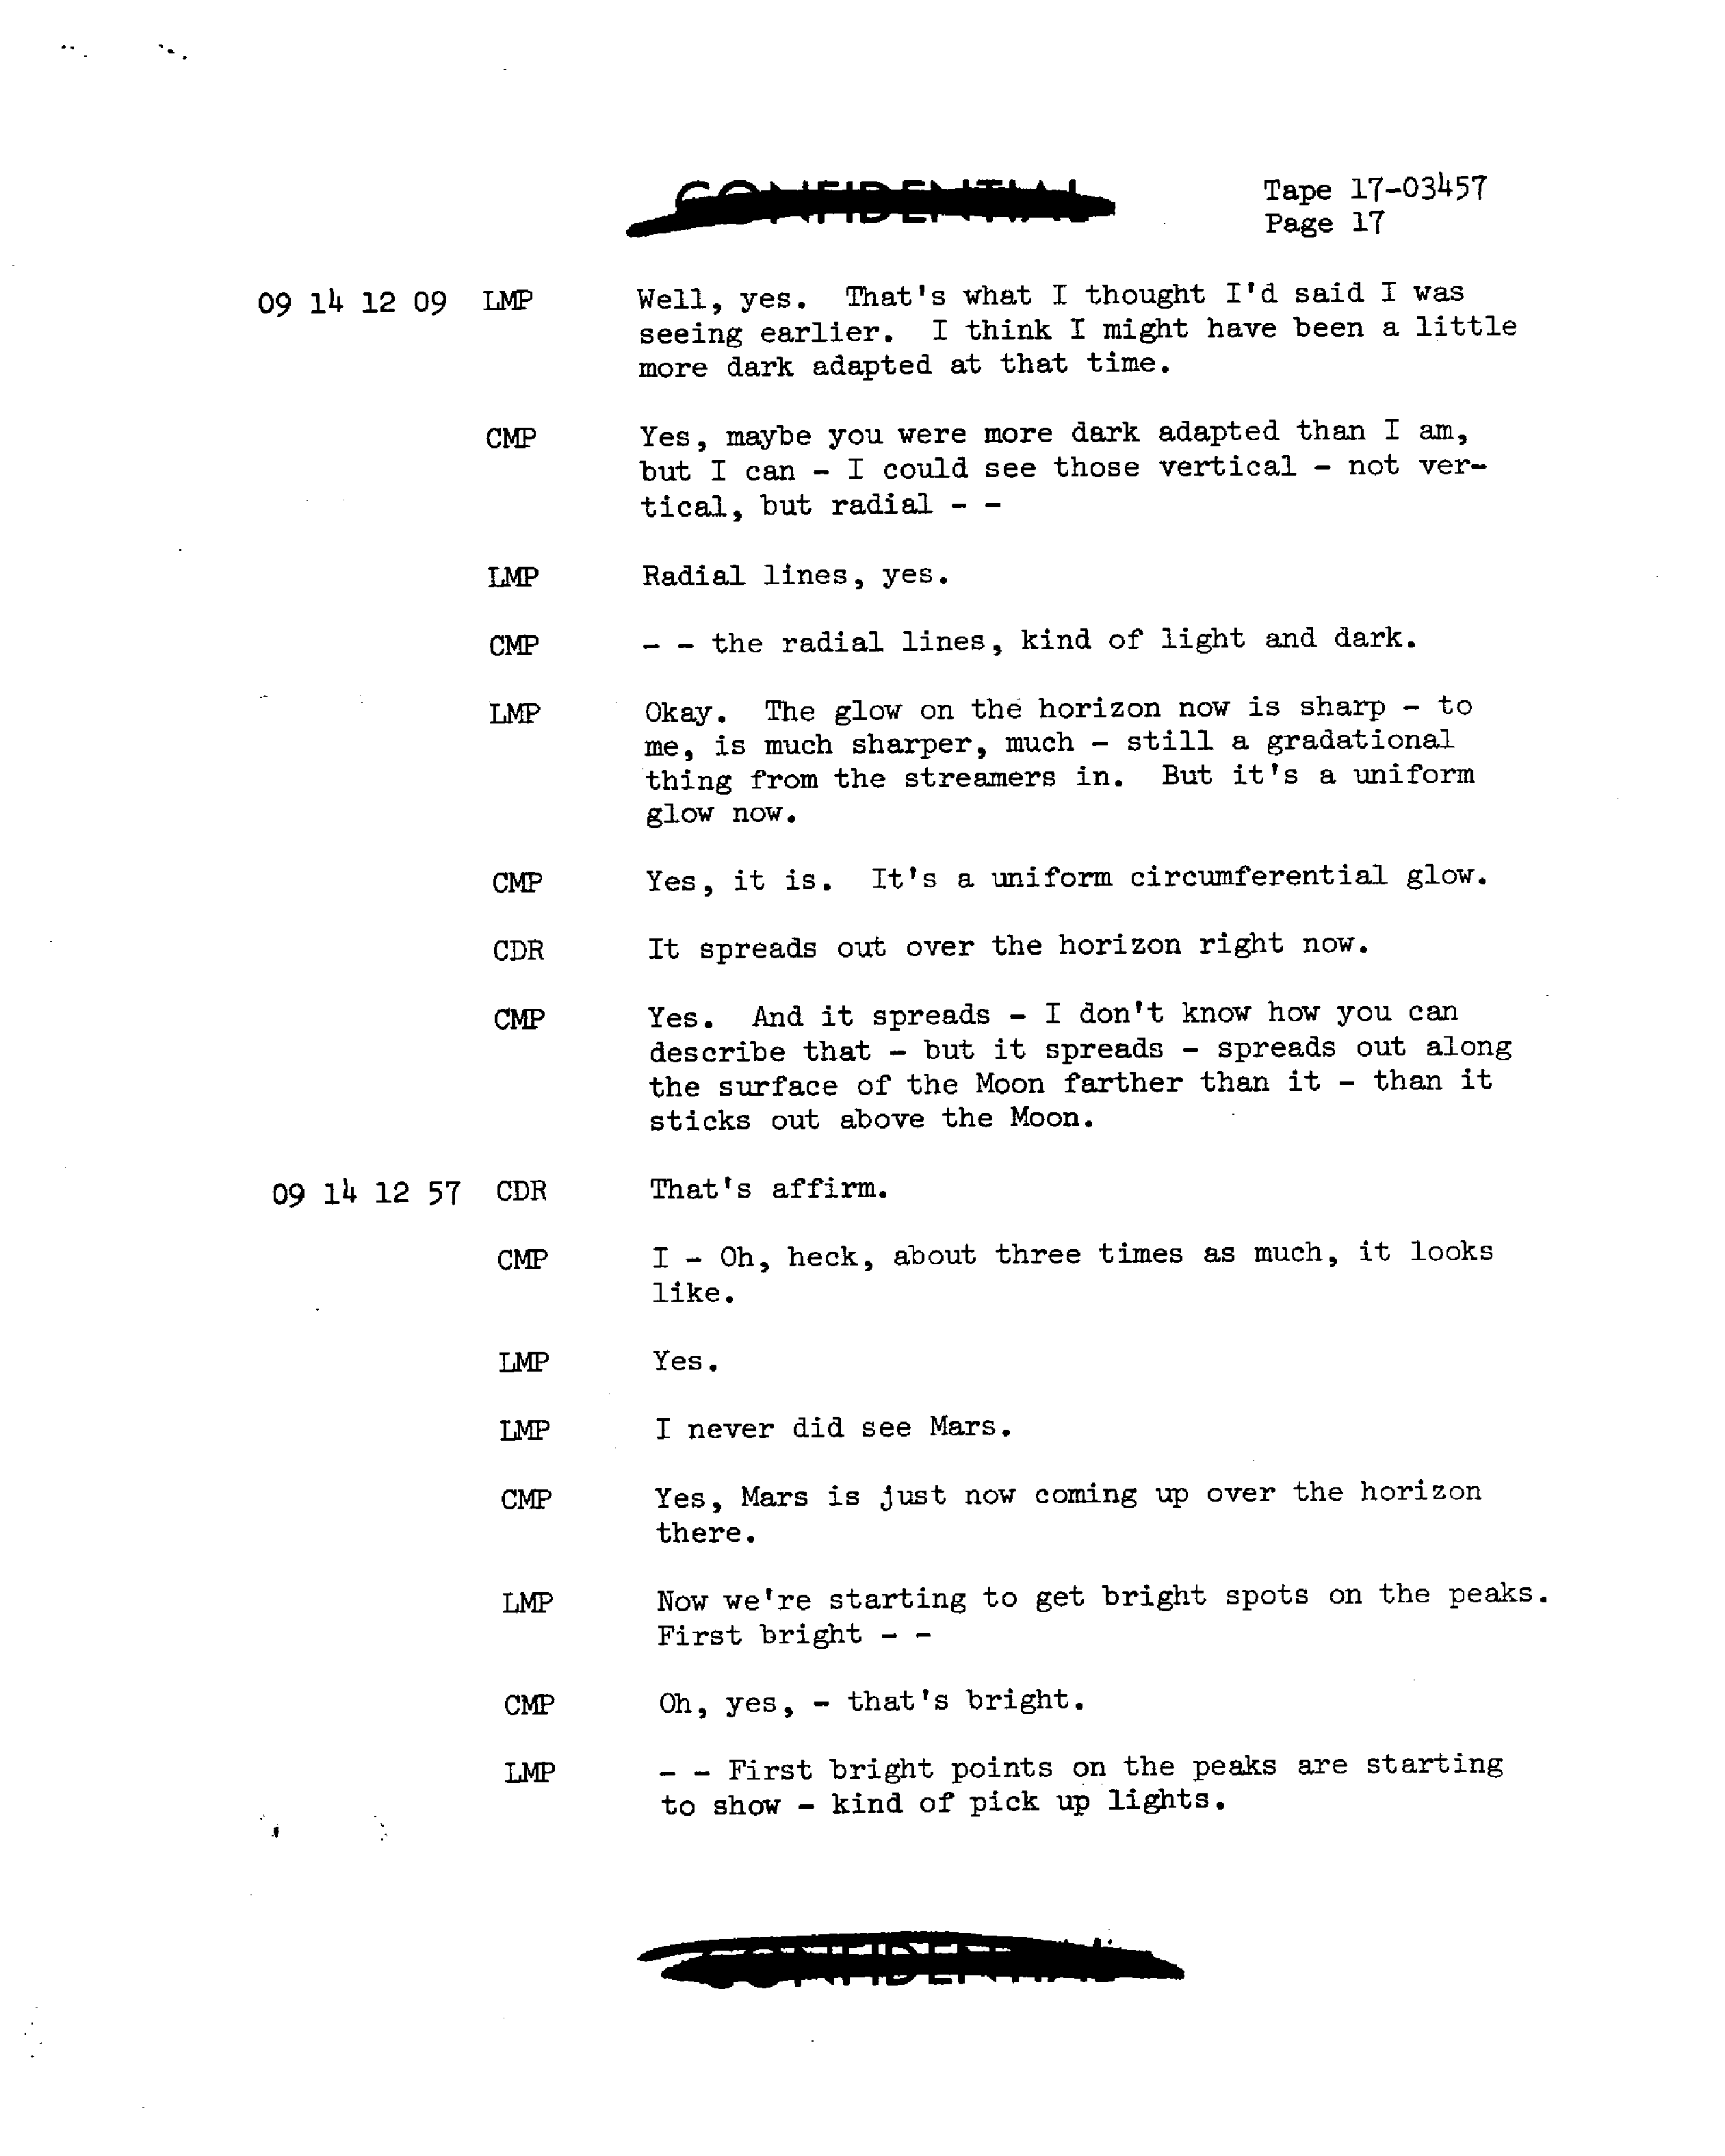 CONFIDENTIAL
Tape 17-03457
Page 17
09 14 12 09 LMP Well, yes. That's what I thought I'd said I was
seeing earlier. I think I might have been a little
more dark adapted at that time.
CMP Yes, maybe you were more dark adapted than I am,
but I can - I could see those vertical - not ver-
tical, but radial - -
LMP Radial lines, yes.
CMP - - the radial lines, kind of light and dark.
LMP Okay. The glow on the horizon now is sharp - to
me, is much sharper, much - still a gradational
thing from the streamers in. But it's a uniform
glow now.
CMP Yes, it is. It's a uniform circumferential glow.
CDR It spreads out over the horizon right now.
CMP Yes. And it spreads - I don't know how you can
describe that - but it spreads - spreads out along
the surface of the Moon farther than it - than it
sticks out above the Moon.
09 14 12 57 CDR That's affirm.
CMP I - Oh, heck, about three times as much, it looks
like.
LMP Yes.
LMP I never did see Mars.
CMP Yes, Mars is just now coming up over the horizon
there.
LMP Now we're starting to get bright spots on the peaks.
First bright - -
CMP Oh, yes, - that's bright.
LMP - - First bright points on the peaks are starting
to show - kind of pick up lights.
CONFIDENTIAL